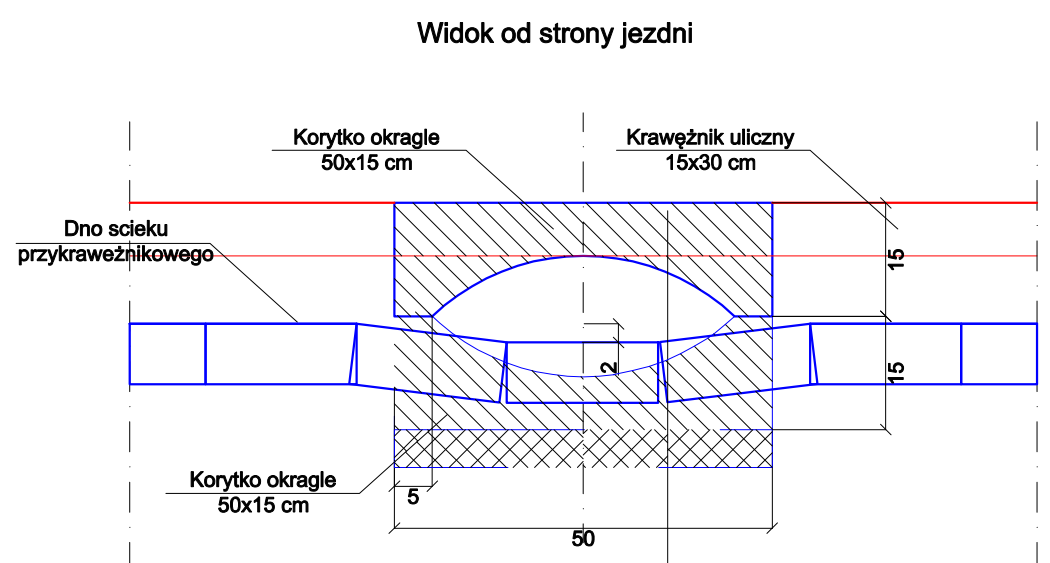 Widok od strony jezdni
Korytko okragle
50x15 cm
Krawężnik uliczny
15x30 cm
Dno scieku
przykraweżnikowego
15
2
15
Korytko okragle
50x15 cm
5
50